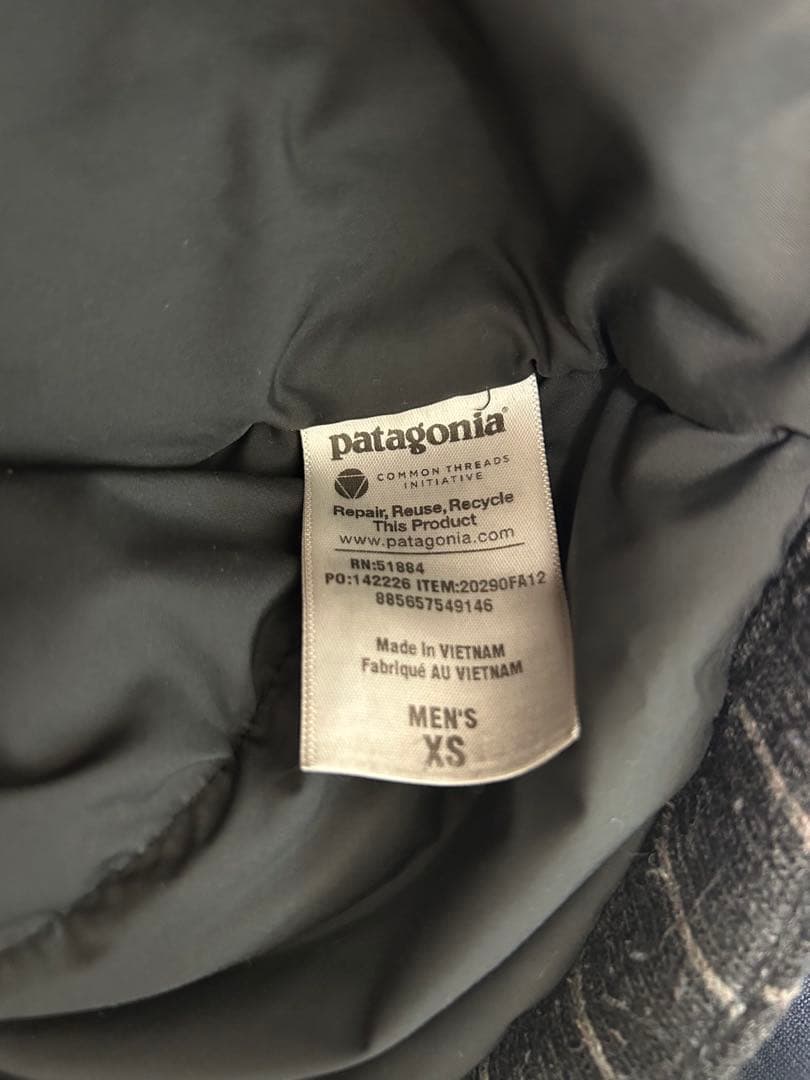 patagonia®
COMMON THREADS
INITIATIVE
Repair, Reuse, Recycle
This Product
www.patagonia.com
RN:51884
PO:142226 ITEM:20290FA12
885657549146
Made In VIETNAM
Fabriqué AU VIETNAM
MEN'S
XS